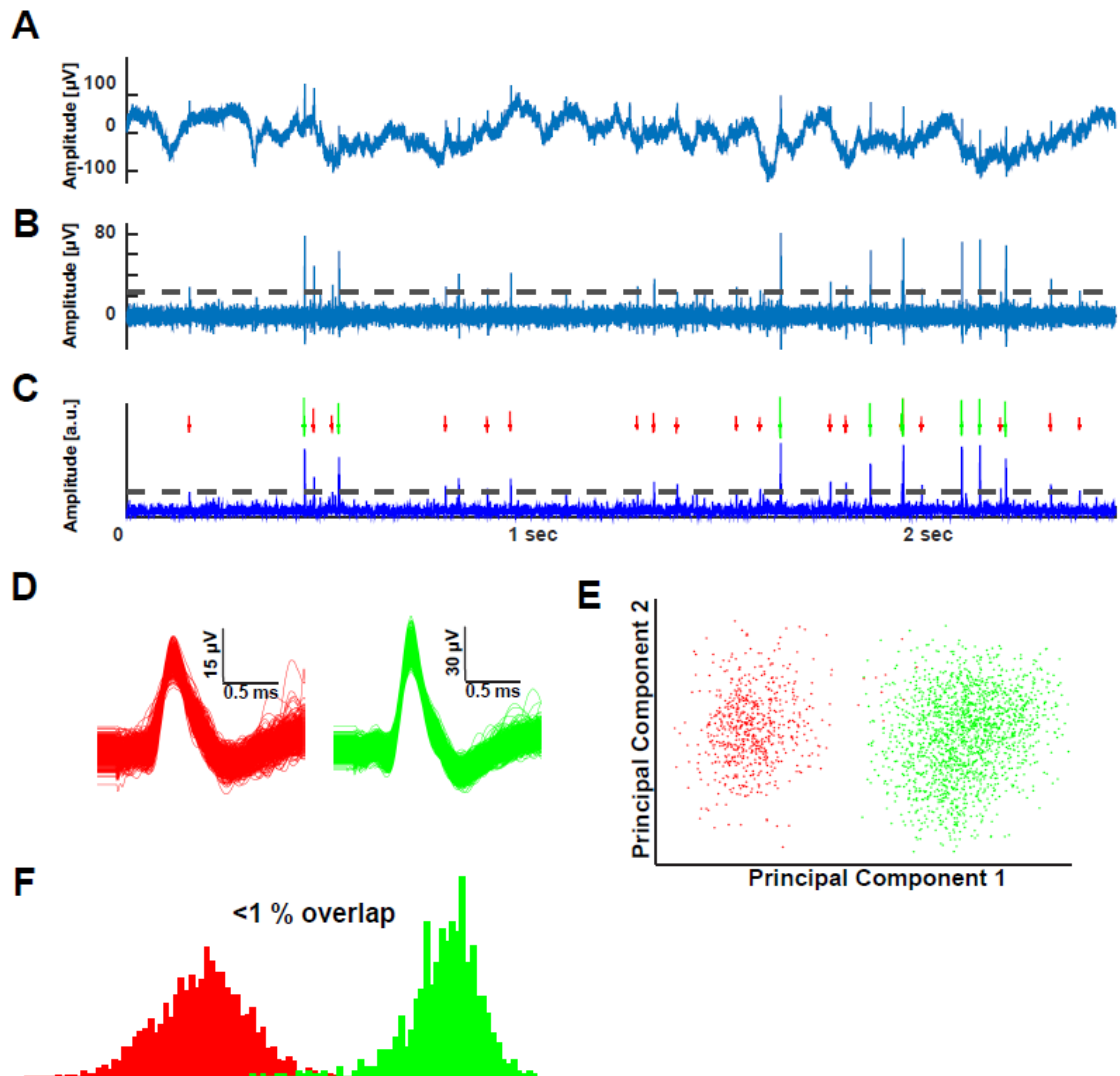 A
Amplitude [µV]
100
0
-100
B
Amplitude [µV]
80
0
C
Amplitude [a.u.]
0
1 sec
2 sec
D
15 µV
0.5 ms
30 µV
0.5 ms
E
Principal Component 2
Principal Component 1
F
<1 % overlap